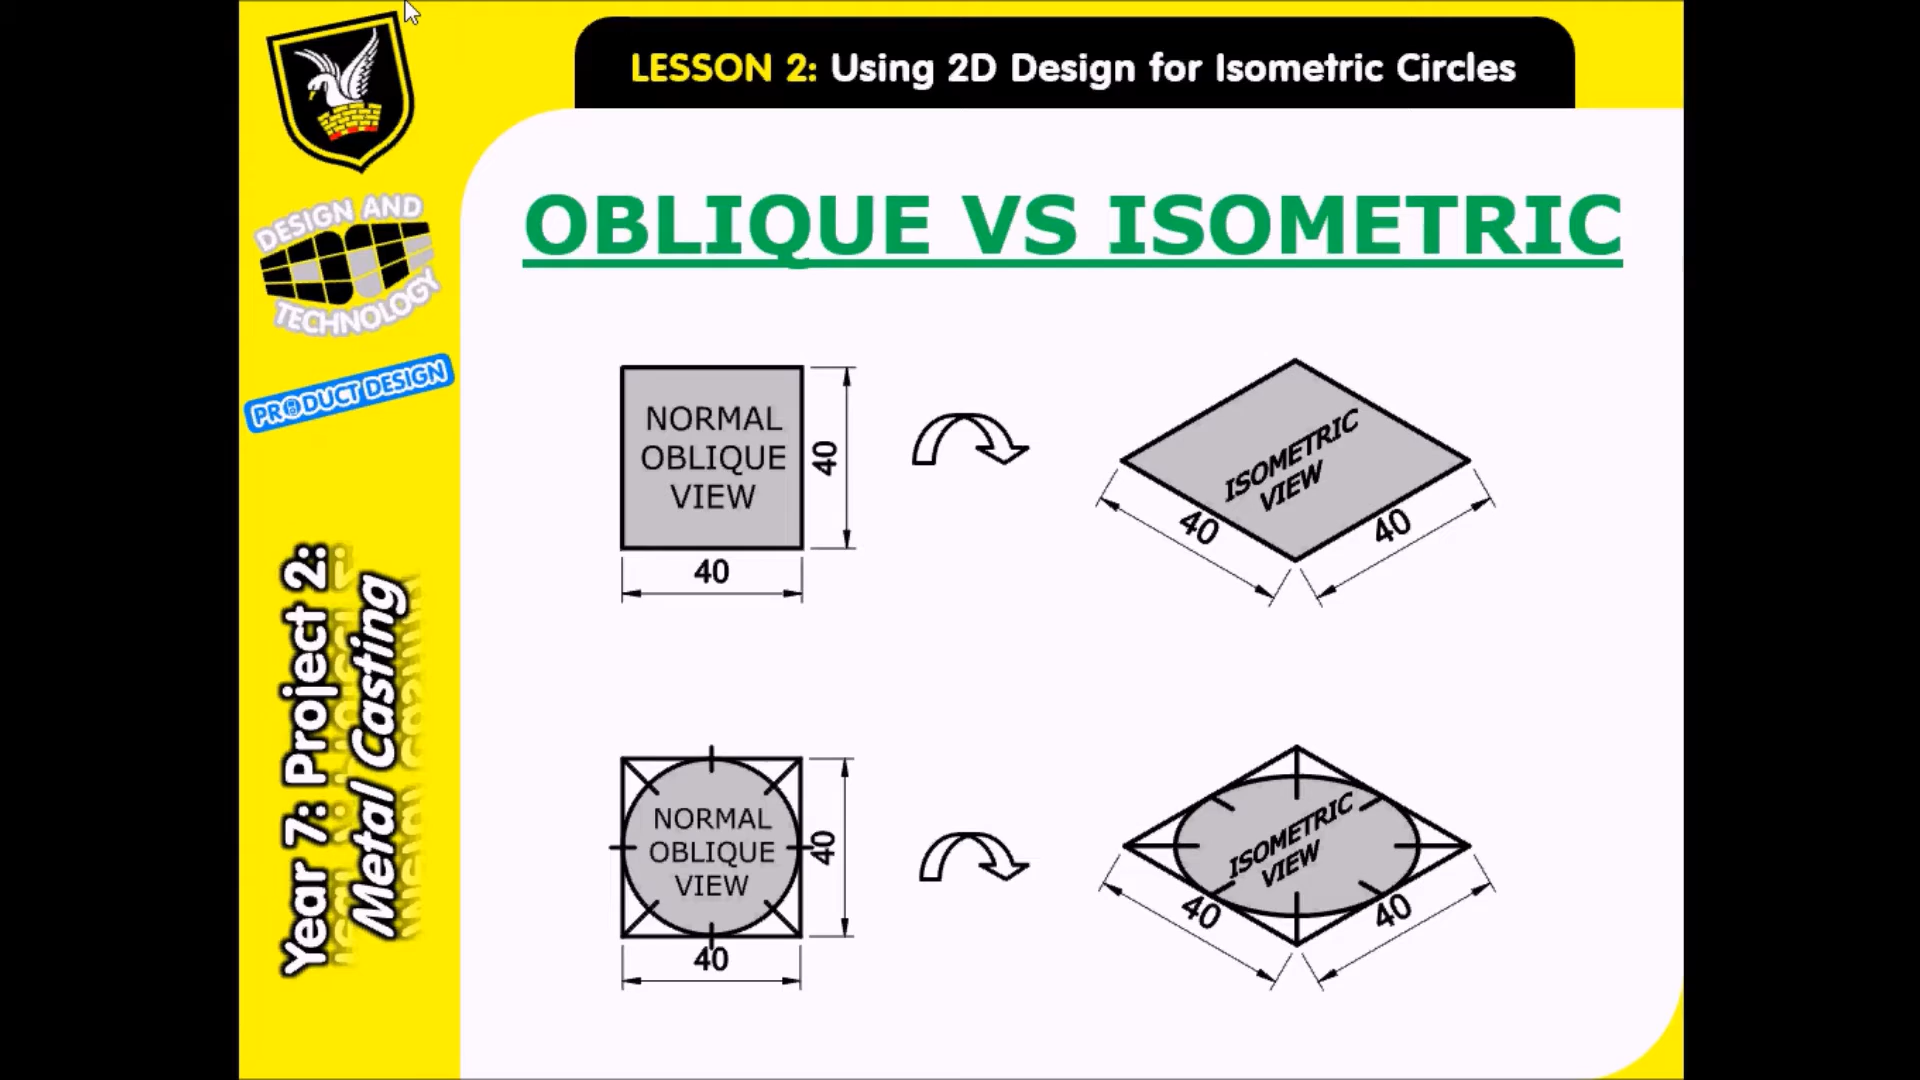 LESSON 2: Using 2D Design for Isometric Circles
DESIGN AND
TECHNOLOGY
PRODUCT DESIGN
Year 7: Project 2:
Metal Casting
OBLIQUE VS ISOMETRIC
NORMAL
OBLIQUE
VIEW
40
40
ISOMETRIC
VIEW
40
40
NORMAL
OBLIQUE
VIEW
40
40
ISOMETRIC
VIEW
40
40